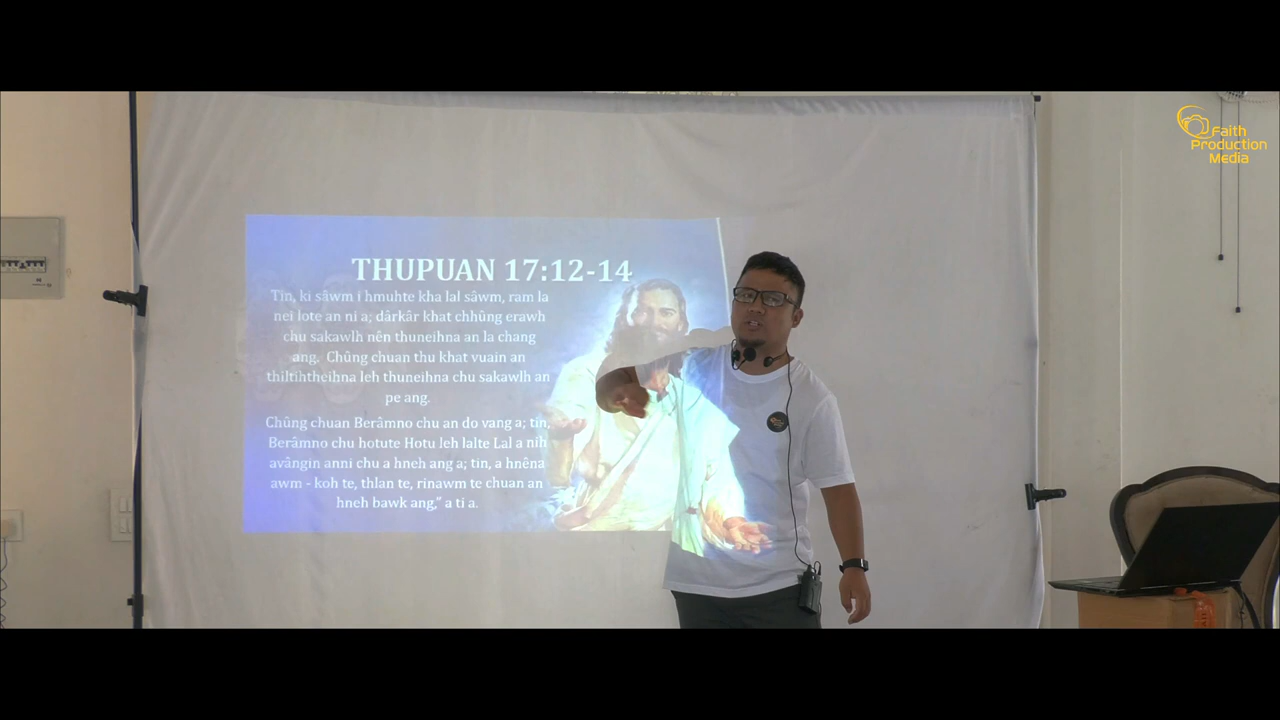 Faith
Production
Media
THUPUAN 17:12-14
Tin, ki sâwm i hmuhte kha lal sâwm, ram la
nei lote an ni a; dârkâr khat chhûng erawh
chu sakawlh nên thuneihna an la chang
ang. Chûng chuan thu khat vuain an
thiltihtheihna leh thuneihna chu sakawlh an
pe ang.
Chûng chuan Berâmno chu an do vang a; tin,
Berâmno chu hotute Hotu leh lalte Lal a nih
avângin anni chu a hneh ang a; tin, a hnêna
awm - koh te, thlan te, rinawm te chuan an
hneh bawk ang," a ti a.